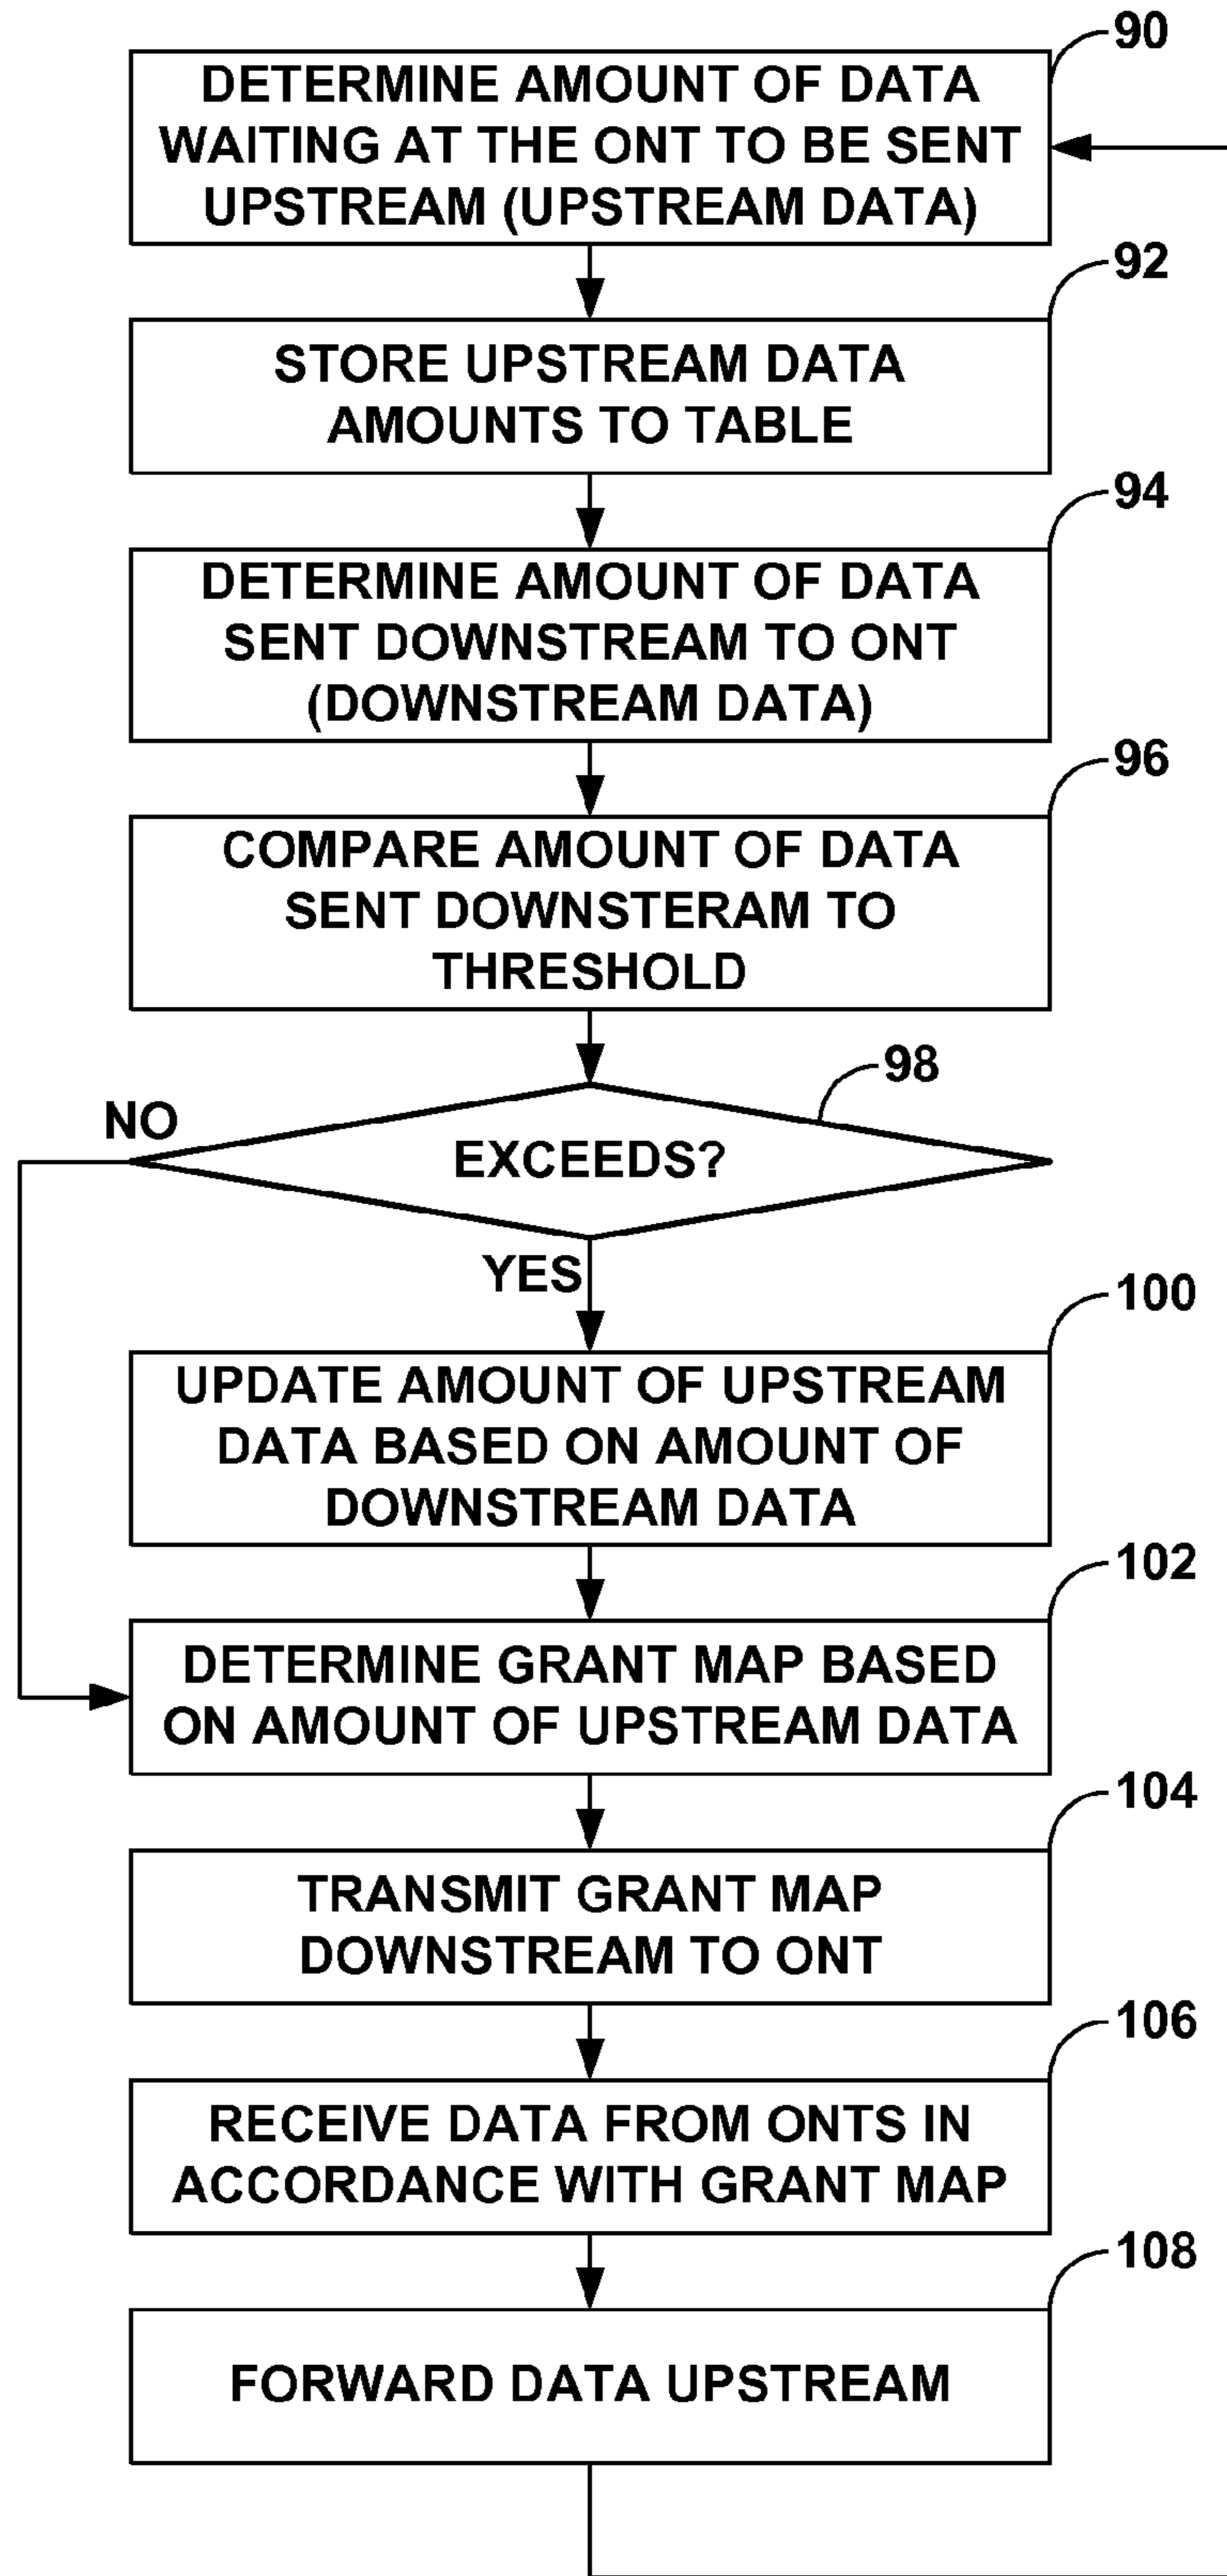 90
DETERMINE AMOUNT OF DATA
WAITING AT THE ONT TO BE SENT
UPSTREAM (UPSTREAM DATA)
92
STORE UPSTREAM DATA
AMOUNTS TO TABLE
94
DETERMINE AMOUNT OF DATA
SENT DOWNSTREAM TO ONT
(DOWNSTREAM DATA)
96
COMPARE AMOUNT OF DATA
SENT DOWNSTERAM TO
THRESHOLD
98
NO
EXCEEDS?
YES
100
UPDATE AMOUNT OF UPSTREAM
DATA BASED ON AMOUNT OF
DOWNSTREAM DATA
102
DETERMINE GRANT MAP BASED
ON AMOUNT OF UPSTREAM DATA
104
TRANSMIT GRANT MAP
DOWNSTREAM TO ONT
106
RECEIVE DATA FROM ONTS IN
ACCORDANCE WITH GRANT MAP
108
FORWARD DATA UPSTREAM